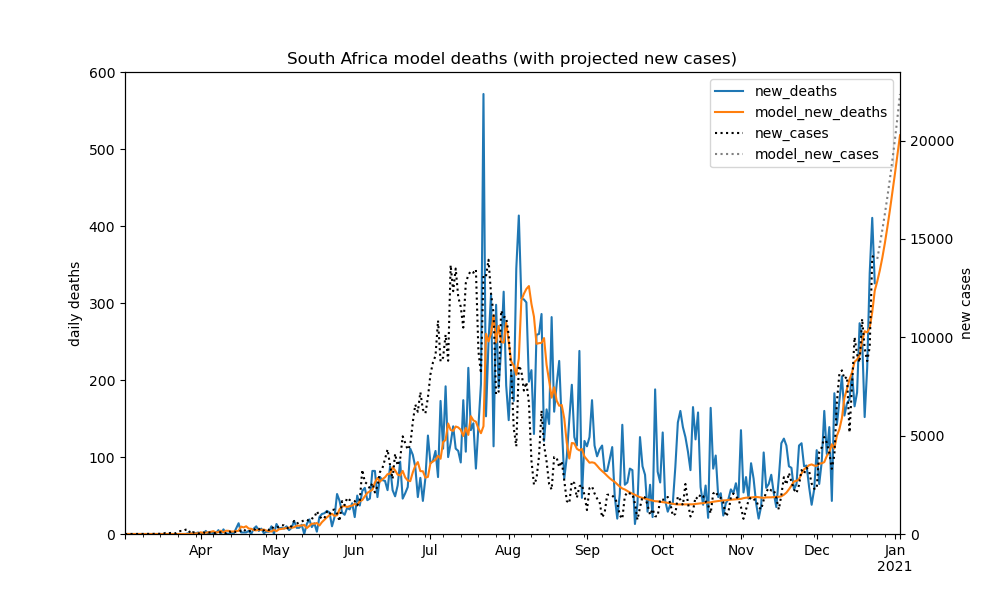 South Africa model deaths (with projected new cases)
600
500
400
300
200
100
0
daily deaths
new_deaths
model_new_deaths
new_cases
model_new_cases
20000
15000
10000
5000
0
new cases
Apr May Jun Jul Aug Sep Oct Nov Dec Jan
2021